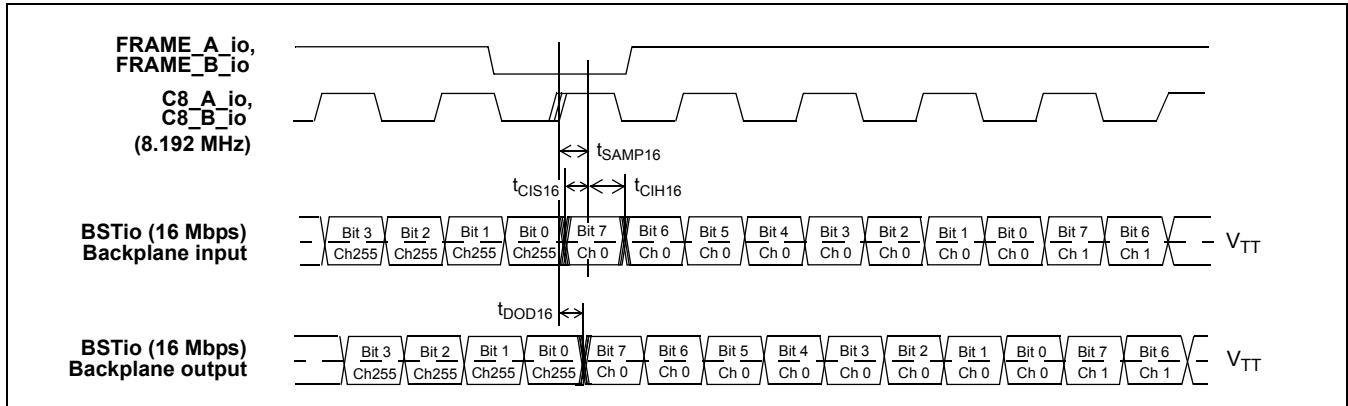 FRAME_A_io,
FRAME_B_io
C8_A_io,
C8_B_io
(8.192 MHz)
tSAMP16
tCIS16
tCIH16
BSTio (16 Mbps)
Backplane input
Bit 3 Bit 2 Bit 1 Bit 0 Bit 7 Bit 6 Bit 5 Bit 4 Bit 3 Bit 2 Bit 1 Bit 0 Bit 7 Bit 6
Ch255 Ch255 Ch255 Ch255 Ch 0 Ch 0 Ch 0 Ch 0 Ch 0 Ch 0 Ch 0 Ch 0 Ch 1 Ch 1
VTT
tDOD16
BSTio (16 Mbps)
Backplane output
Bit 3 Bit 2 Bit 1 Bit 0 Bit 7 Bit 6 Bit 5 Bit 4 Bit 3 Bit 2 Bit 1 Bit 0 Bit 7 Bit 6
Ch255 Ch255 Ch255 Ch255 Ch 0 Ch 0 Ch 0 Ch 0 Ch 0 Ch 0 Ch 0 Ch 0 Ch 1 Ch 1
VTT